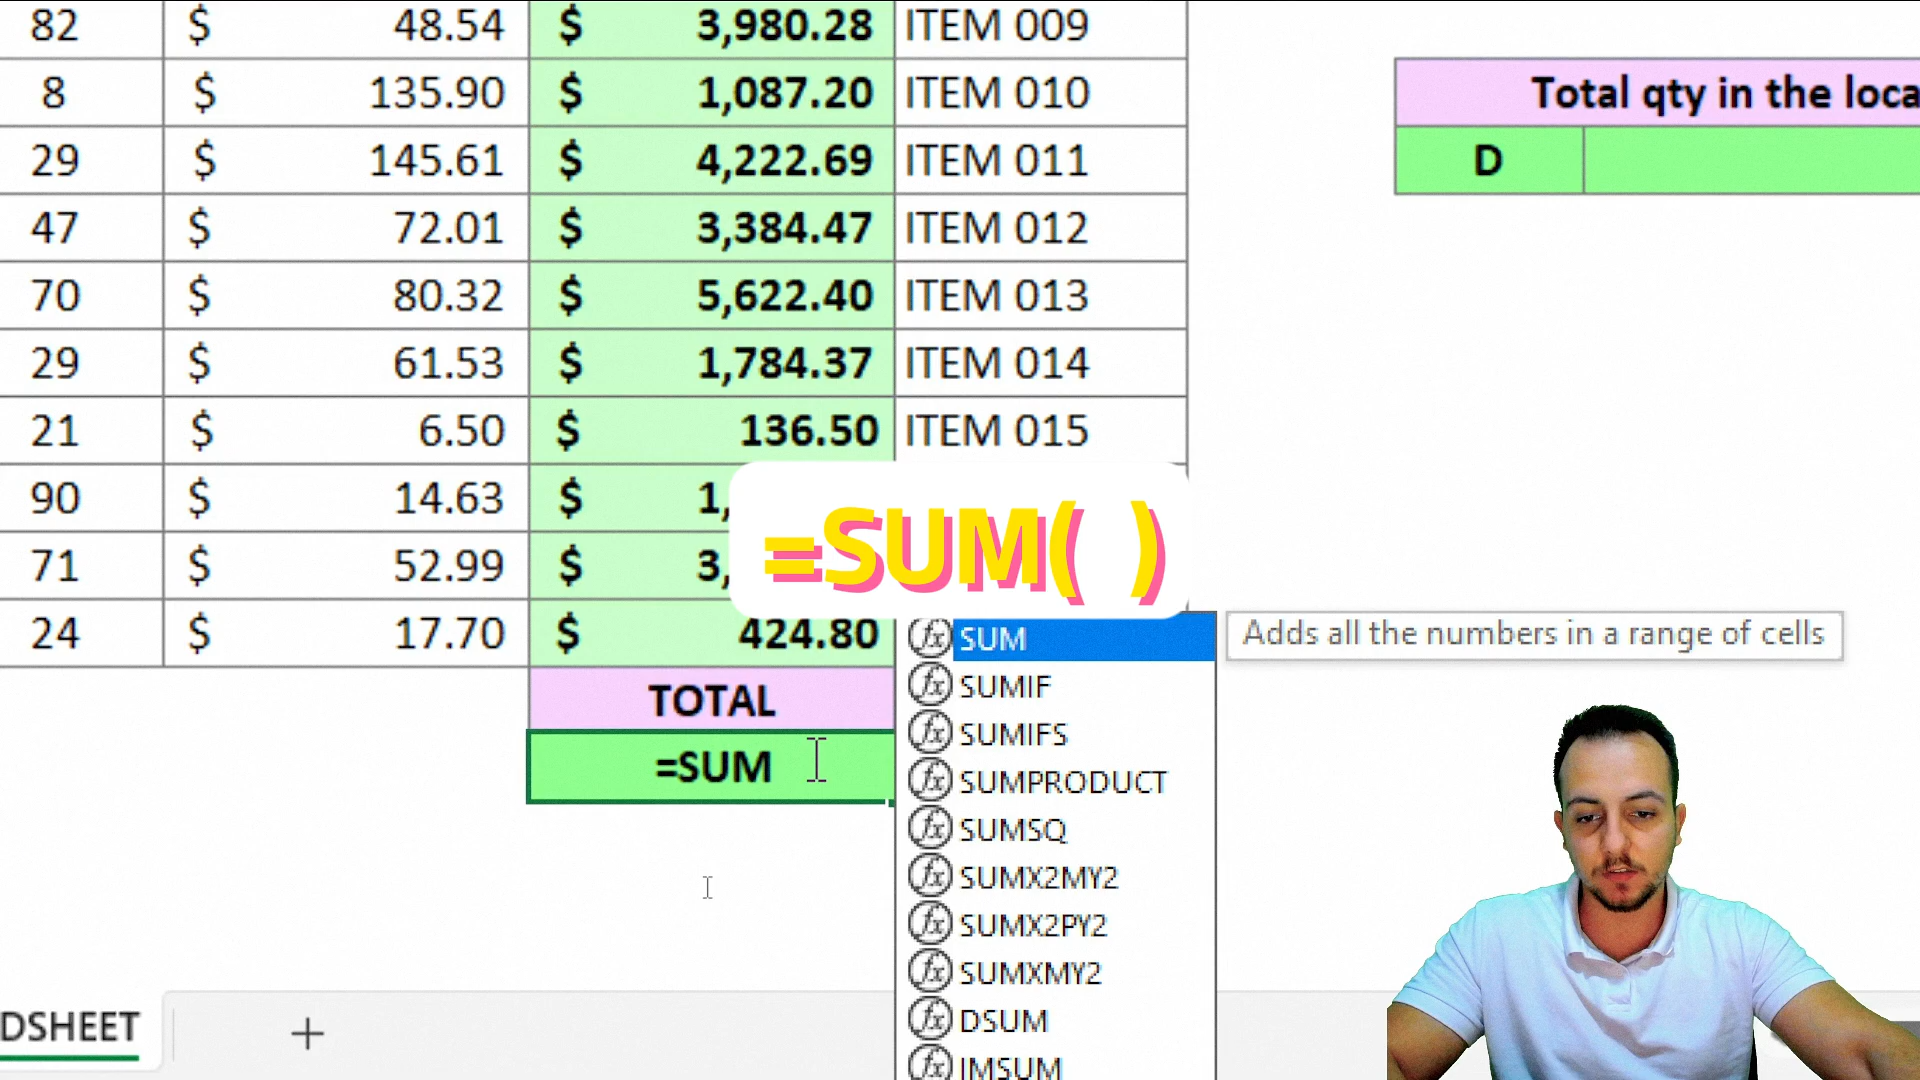 82 $ 48.54 $ 3,980.28 ITEM 009
8 $ 135.90 $ 1,087.20 ITEM 010
29 $ 145.61 $ 4,222.69 ITEM 011
47 $ 72.01 $ 3,384.47 ITEM 012
70 $ 80.32 $ 5,622.40 ITEM 013
29 $ 61.53 $ 1,784.37 ITEM 014
21 $ 6.50 $ 136.50 ITEM 015
90 $ 14.63 $ 1,
71 $ 52.99 $ 3,
24 $ 17.70 $ 424.80
TOTAL
=SUM
=SUM( )
SUM
SUMIF
SUMIFS
SUMPRODUCT
SUMSQ
SUMX2MY2
SUMX2PY2
SUMXMY2
DSUM
IMSUM
Adds all the numbers in a range of cells
Total qty in the loca
D
DSHEET